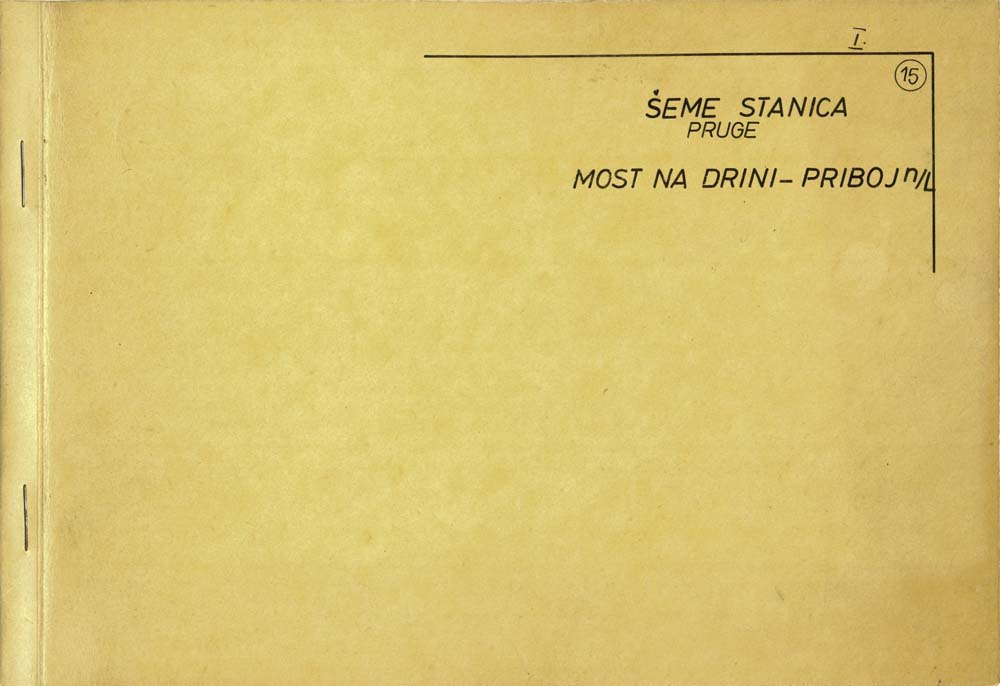 I.
15
ŠEME STANICA
PRUGE
MOST NA DRINI – PRIBOJ n/L